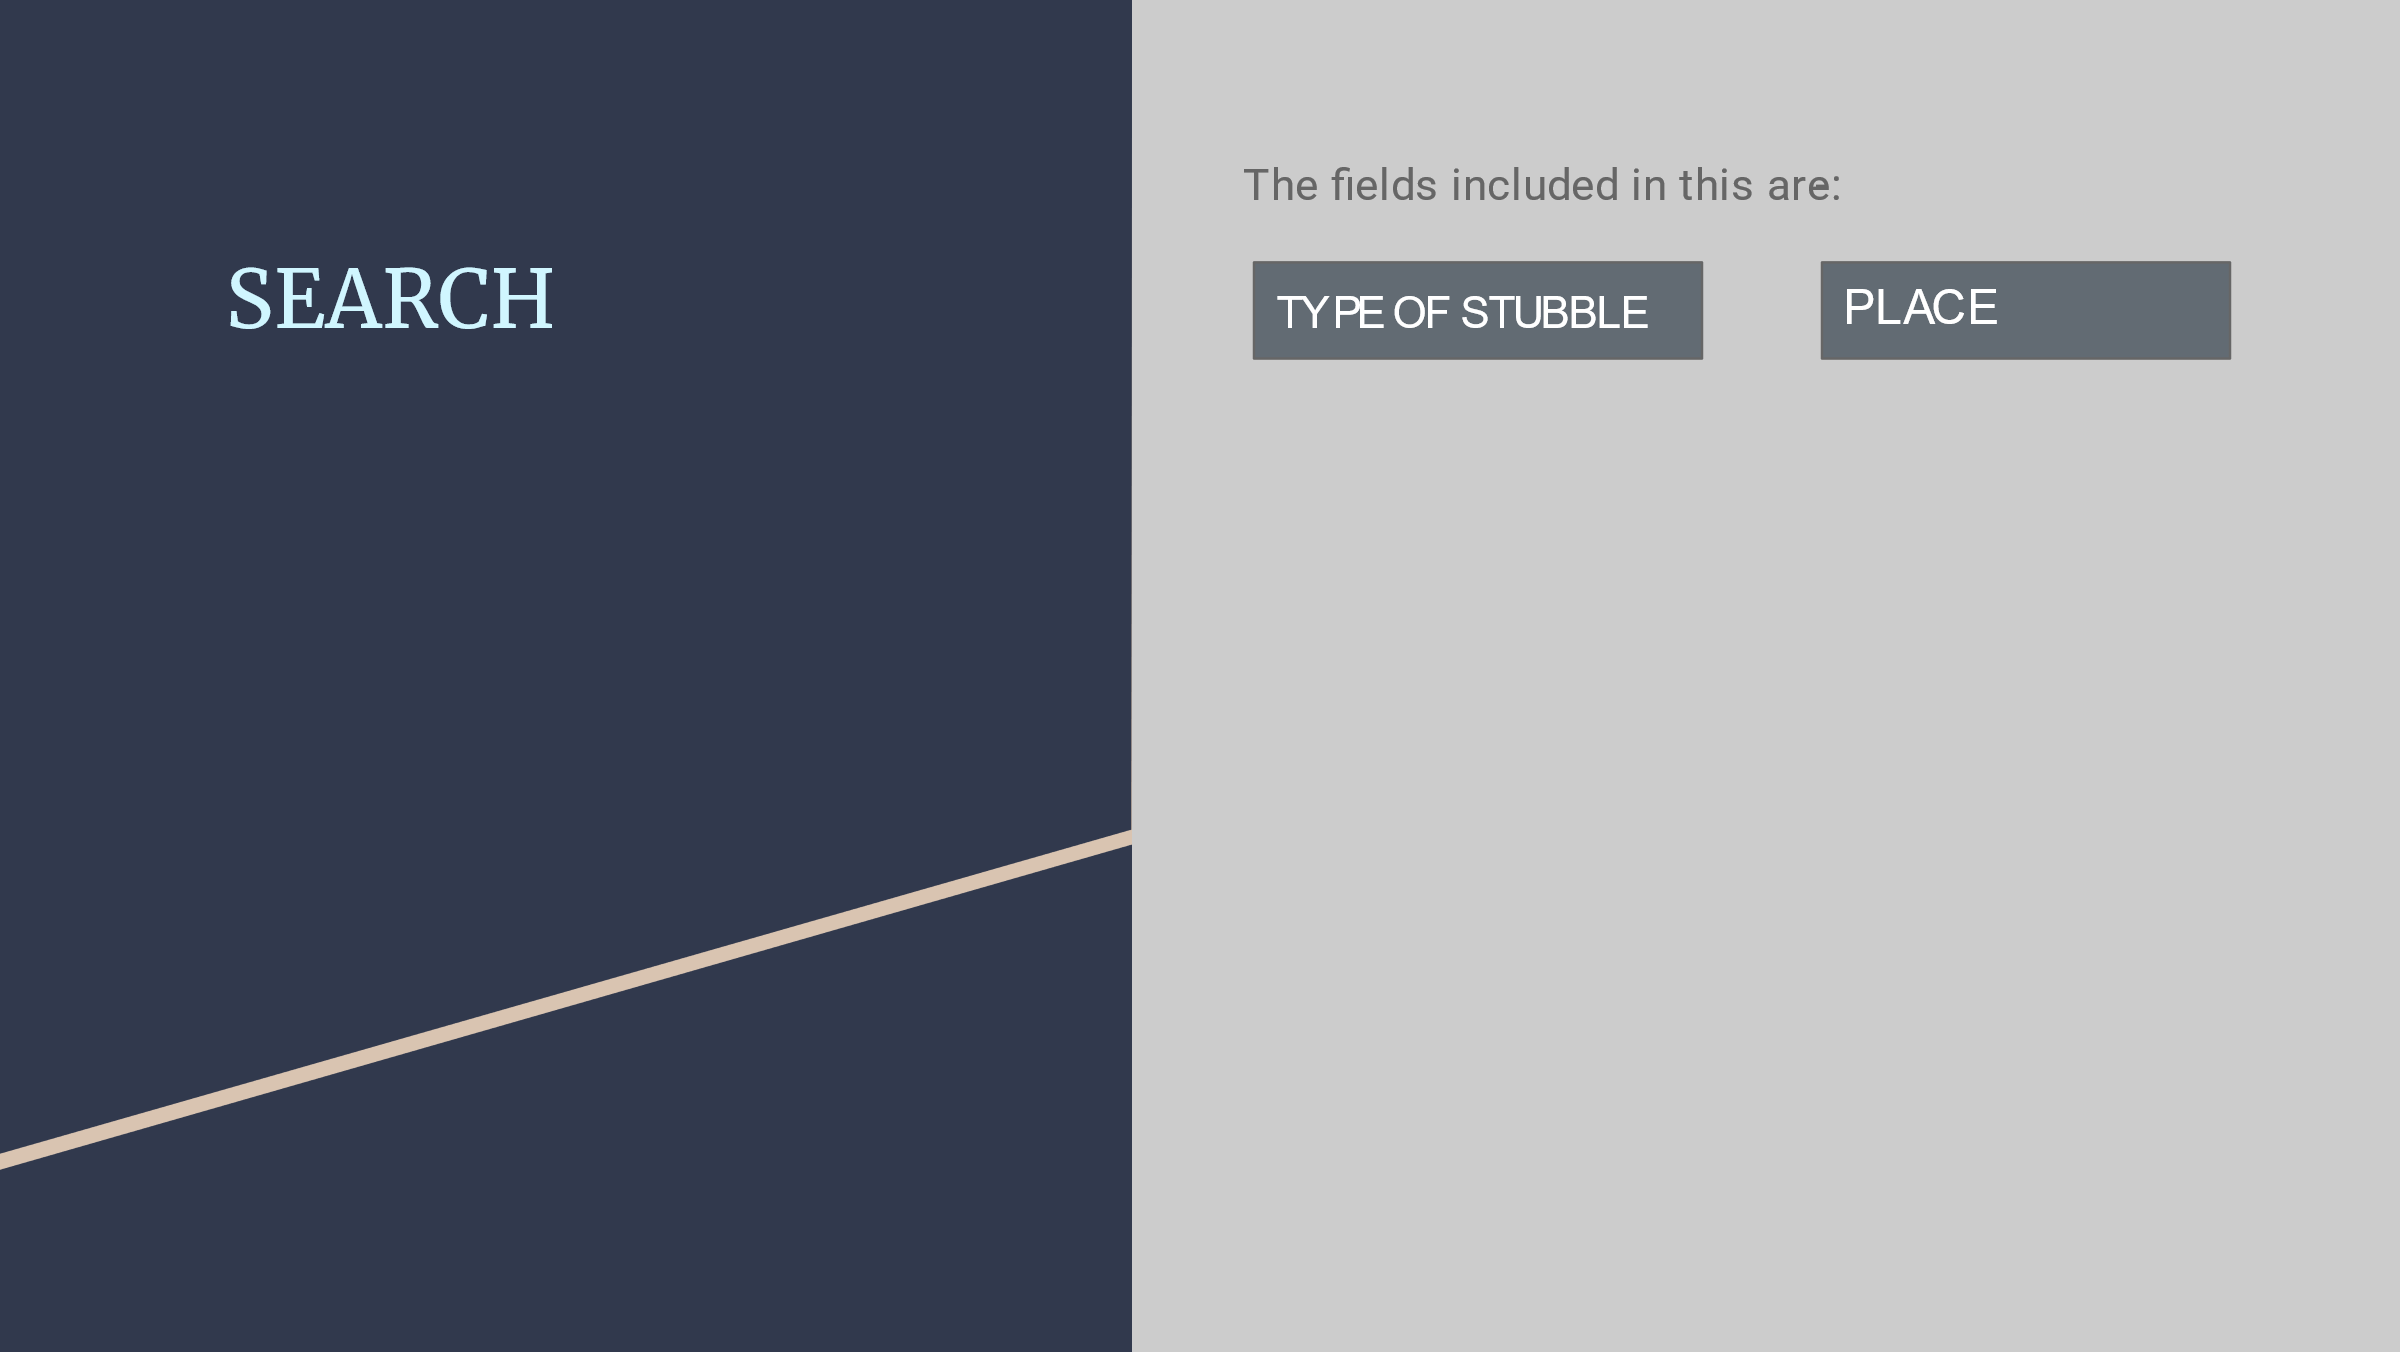 SEARCH
The fields included in this are:
TYPE OF STUBBLE
PLACE